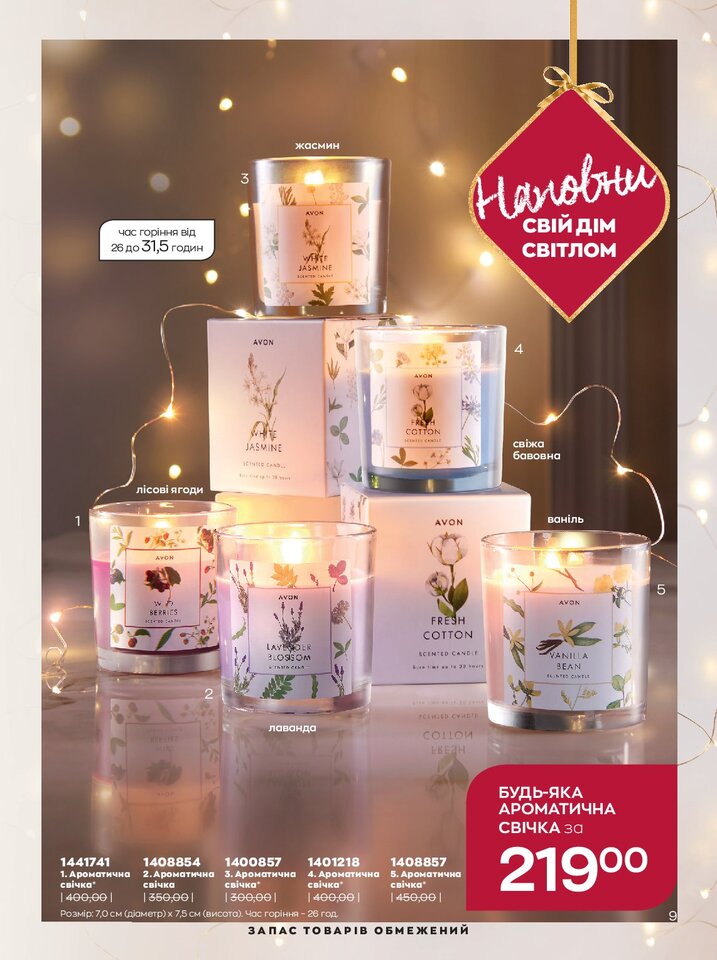 Наповни
СВІЙ ДІМ
СВІТЛОМ
жасмин
3
час горіння від
26 до 31,5 годин
AVON
WHITE
JASMINE
SCENTED CANDLE
4
AVON
WHITE
JASMINE
SCENTED CANDLE
AVON
FRESH
COTTON
SCENTED CANDLE
свіжа
бавовна
лісові ягоди
1
AVON
BERRIES
SCENTED CANDLE
AVON
LAVENDER
BLOSSOM
SCENTED CANDLE
2
лаванда
AVON
FRESH
COTTON
SCENTED CANDLE
ваніль
5
AVON
VANILLA
BEAN
SCENTED CANDLE
БУДЬ-ЯКА
АРОМАТИЧНА
СВІЧКА за
219⁰⁰
1441741
1. Ароматична
свічка*
| 400,00 |
1408854
2. Ароматична
свічка
| 350,00 |
1400857
3. Ароматична
свічка*
| 300,00 |
1401218
4. Ароматична
свічка*
| 400,00 |
1408857
5. Ароматична
свічка*
| 450,00 |
Розмір: 7,0 см (діаметр) х 7,5 см (висота). Час горіння – 26 год.
9
ЗАПАС ТОВАРІВ ОБМЕЖЕНИЙ